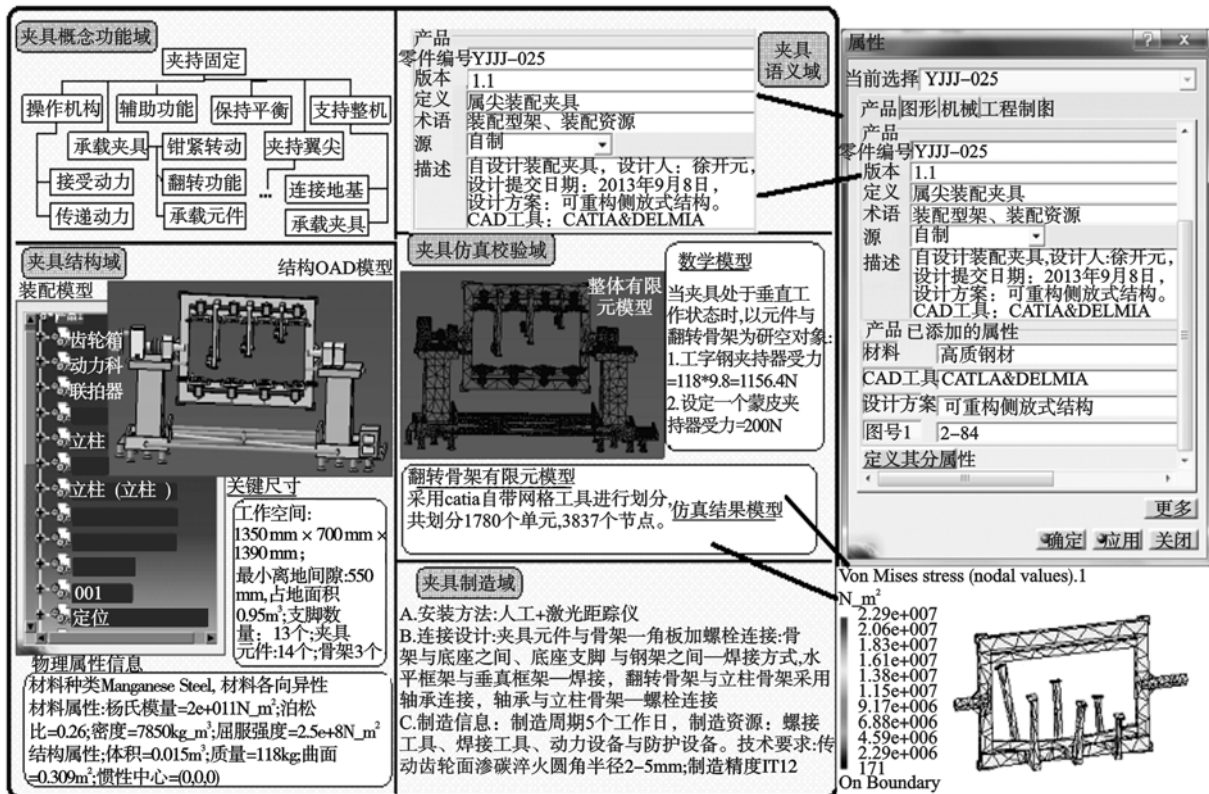 夹具概念功能域
夹持固定
操作机构
辅助功能
保持平衡
支持整机
承载夹具
钳紧转动
夹持翼尖
接受动力
翻转功能
...
连接地基
传递动力
承载元件
承载夹具
夹具
语义域
产品
零件编号YJJJ-025
版本 1.1
定义 属尖装配夹具
术语 装配型架、装配资源
源 自制
描述 自设计装配夹具，设计人：徐开元，
设计提交日期：2013年9月8日，
设计方案：可重构侧放式结构。
CAD工具：CATIA&DELMIA
属性
当前选择 YJJJ-025
产品 图形 机械 工程制图
产品
零件编号YJJJ-025
版本 1.1
定义 属尖装配夹具
术语 装配型架、装配资源
源 自制
描述 自设计装配夹具,设计人:徐开元,
设计提交日期：2013年9月8日,
设计方案：可重构侧放式结构。
CAD工具：CATIA&DELMIA
产品 已添加的属性
材料 高质钢材
CAD工具 CATLA&DELMIA
设计方案 可重构侧放式结构
图号1 2-84
定义其分属性
更多
确定 应用 关闭
夹具结构域
结构OAD模型
装配模型
齿轮箱
动力科
联拍器
立柱
立柱 (立柱 )
001
定位
关键尺寸
工作空间:
1350 mm × 700 mm ×
1390 mm；
最小离地间隙:550
mm,占地面积
0.95m³;支脚数
量：13个;夹具
元件:14个;骨架3个
物理属性信息
材料种类Manganese Steel, 材料各向异性
材料属性:杨氏模量=2e+011N_m²;泊松
比=0.26;密度=7850kg_m³;屈服强度=2.5e+8N_m²
结构属性;体积=0.015m³;质量=118kg;曲面
=0.309m²;惯性中心=(0,0,0)
夹具仿真校验域
整体有限
元模型
数学模型
当夹具处于垂直工
作状态时,以元件与
翻转骨架为研空对象:
1.工字钢夹持器受力
=118*9.8=1156.4N
2.设定一个蒙皮夹
持器受力=200N
翻转骨架有限元模型
采用catia自带网格工具进行划分,
共划分1780个单元,3837个节点。
仿真结果模型
夹具制造域
A.安装方法:人工+激光距踪仪
B.连接设计:夹具元件与骨架一角板加螺栓连接:骨
架与底座之间、底座支脚 与钢架之间—焊接方式,水
平框架与垂直框架—焊接，翻转骨架与立柱骨架采用
轴承连接，轴承与立柱骨架—螺栓连接
C.制造信息：制造周期5个工作日，制造资源：螺接
工具、焊接工具、动力设备与防护设备。技术要求:传
动齿轮面渗碳淬火圆角半径2-5mm;制造精度IT12
Von Mises stress (nodal values).1
N_m²
2.29e+007
2.06e+007
1.83e+007
1.61e+007
1.38e+007
1.15e+007
9.17e+006
6.88e+006
4.59e+006
2.29e+006
171
On Boundary